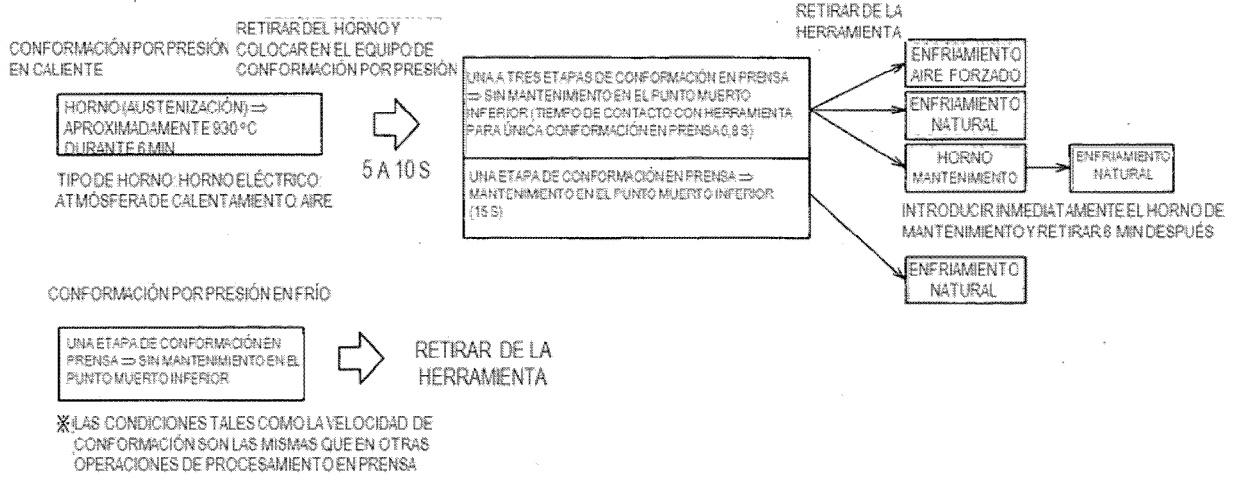 CONFORMACIÓN POR PRESIÓN
EN CALIENTE
RETIRAR DEL HORNO Y
COLOCAR EN EL EQUIPO DE
CONFORMACIÓN POR PRESIÓN
HORNO (AUSTENIZACIÓN) ⇒
APROXIMADAMENTE 930 ºC
DURANTE 6 MIN
TIPO DE HORNO: HORNO ELÉCTRICO:
ATMÓSFERA DE CALENTAMIENTO: AIRE
5 A 10 S
UNA A TRES ETAPAS DE CONFORMACIÓN EN PRENSA
⇒ SIN MANTENIMIENTO EN EL PUNTO MUERTO
INFERIOR (TIEMPO DE CONTACTO CON HERRAMIENTA
PARA ÚNICA CONFORMACIÓN EN PRENSA 0,8 S)
UNA ETAPA DE CONFORMACIÓN EN PRENSA ⇒
MANTENIMIENTO EN EL PUNTO MUERTO INFERIOR
(15 S)
RETIRAR DE LA
HERRAMIENTA
ENFRIAMIENTO
AIRE FORZADO
ENFRIAMIENTO
NATURAL
HORNO
MANTENIMIENTO
ENFRIAMIENTO
NATURAL
INTRODUCIR INMEDIATAMENTE EL HORNO DE
MANTENIMIENTO Y RETIRAR 6 MIN DESPUÉS
ENFRIAMIENTO
NATURAL
CONFORMACIÓN POR PRESIÓN EN FRÍO
UNA ETAPA DE CONFORMACIÓN EN
PRENSA ⇒ SIN MANTENIMIENTO EN EL
PUNTO MUERTO INFERIOR
RETIRAR DE LA
HERRAMIENTA
※ LAS CONDICIONES TALES COMO LA VELOCIDAD DE
CONFORMACIÓN SON LAS MISMAS QUE EN OTRAS
OPERACIONES DE PROCESAMIENTO EN PRENSA